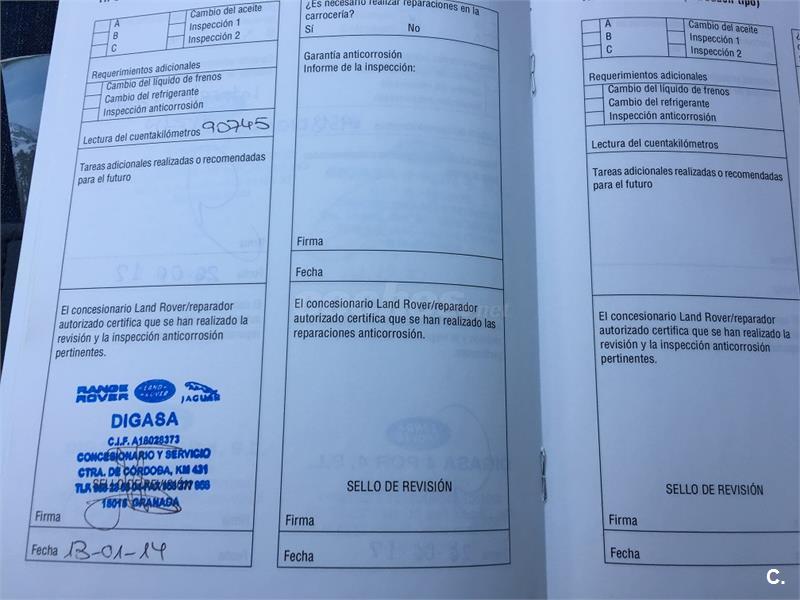 A
B
C
Cambio del aceite
Inspección 1
Inspección 2
Requerimientos adicionales
Cambio del líquido de frenos
Cambio del refrigerante
Inspección anticorrosión
Lectura del cuentakilómetros 90745
Tareas adicionales realizadas o recomendadas
para el futuro
El concesionario Land Rover/reparador
autorizado certifica que se han realizado la
revisión y la inspección anticorrosión
pertinentes.
RANGE ROVER
LAND ROVER
JAGUAR
DIGASA
C.I.F. A18028373
CONCESIONARIO Y SERVICIO
CTRA. DE CÓRDOBA, KM 431
SELLO DE REVISIÓN
GRANADA
Firma
Fecha 13-01-14
¿Es necesario realizar reparaciones en la
carrocería?
Sí No
Garantía anticorrosión
Informe de la inspección:
Firma
Fecha
El concesionario Land Rover/reparador
autorizado certifica que se han realizado las
reparaciones anticorrosión.
SELLO DE REVISIÓN
Firma
Fecha
A
B
C
Cambio del aceite
Inspección 1
Inspección 2
Requerimientos adicionales
Cambio del líquido de frenos
Cambio del refrigerante
Inspección anticorrosión
Lectura del cuentakilómetros
Tareas adicionales realizadas o recomendadas
para el futuro
El concesionario Land Rover/reparador
autorizado certifica que se han realizado la
revisión y la inspección anticorrosión
pertinentes.
SELLO DE REVISIÓN
Firma
Fecha
C.